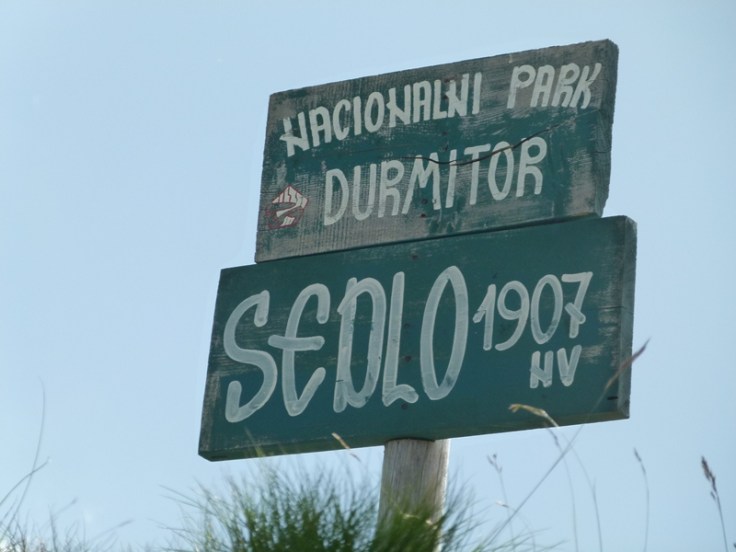 NACIONALNI PARK
DURMITOR
SEDLO 1907
NV